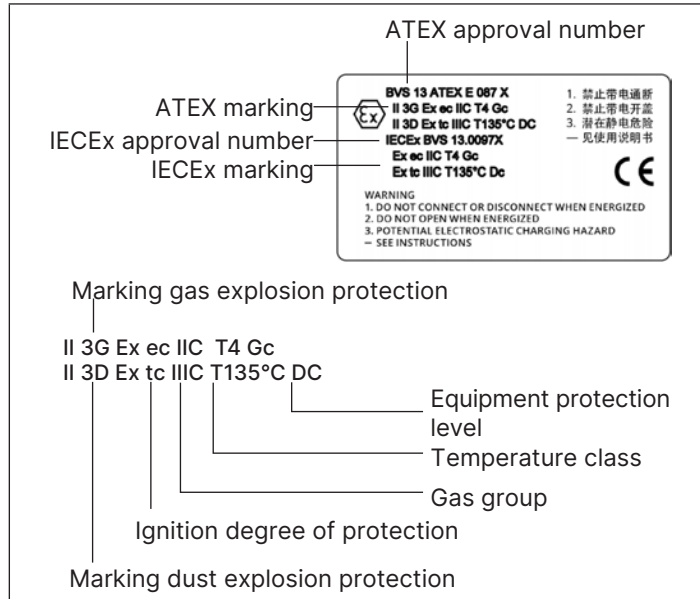 ATEX approval number
BVS 13 ATEX E 087 X
ATEX marking
II 3G Ex ec IIC T4 Gc
II 3D Ex tc IIIC T135°C DC
IECEx approval number
IECEx BVS 13.0097X
IECEx marking
Ex ec IIC T4 Gc
Ex tc IIIC T135°C Dc
εx
1. 禁止带电通断
2. 禁止带电开盖
3. 潜在静电危险
— 见使用说明书
CE
WARNING
1. DO NOT CONNECT OR DISCONNECT WHEN ENERGIZED
2. DO NOT OPEN WHEN ENERGIZED
3. POTENTIAL ELECTROSTATIC CHARGING HAZARD
– SEE INSTRUCTIONS
Marking gas explosion protection
II 3G Ex ec IIC T4 Gc
II 3D Ex tc IIIC T135°C DC
Equipment protection
level
Temperature class
Gas group
Ignition degree of protection
Marking dust explosion protection